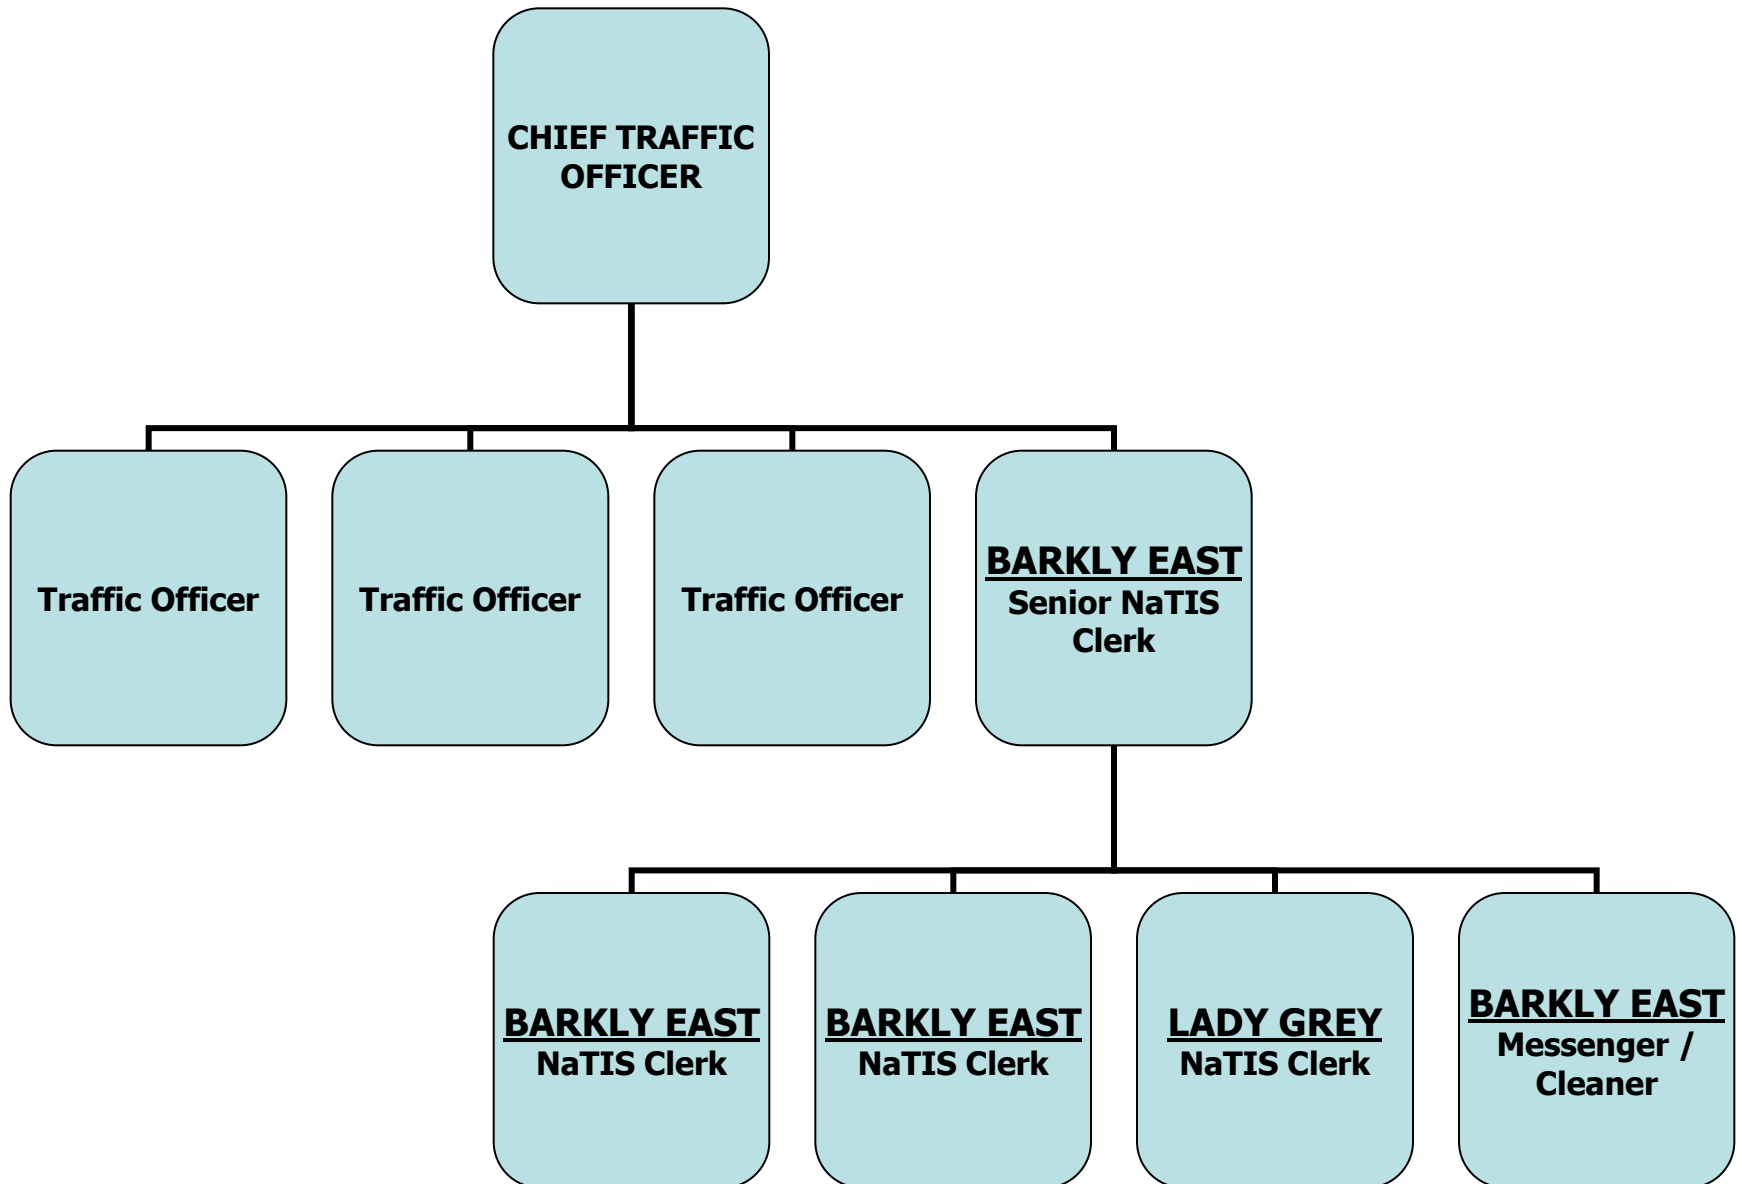 CHIEF TRAFFIC
OFFICER
Traffic Officer
Traffic Officer
Traffic Officer
BARKLY EAST
Senior NaTIS
Clerk
BARKLY EAST
NaTIS Clerk
BARKLY EAST
NaTIS Clerk
LADY GREY
NaTIS Clerk
BARKLY EAST
Messenger /
Cleaner